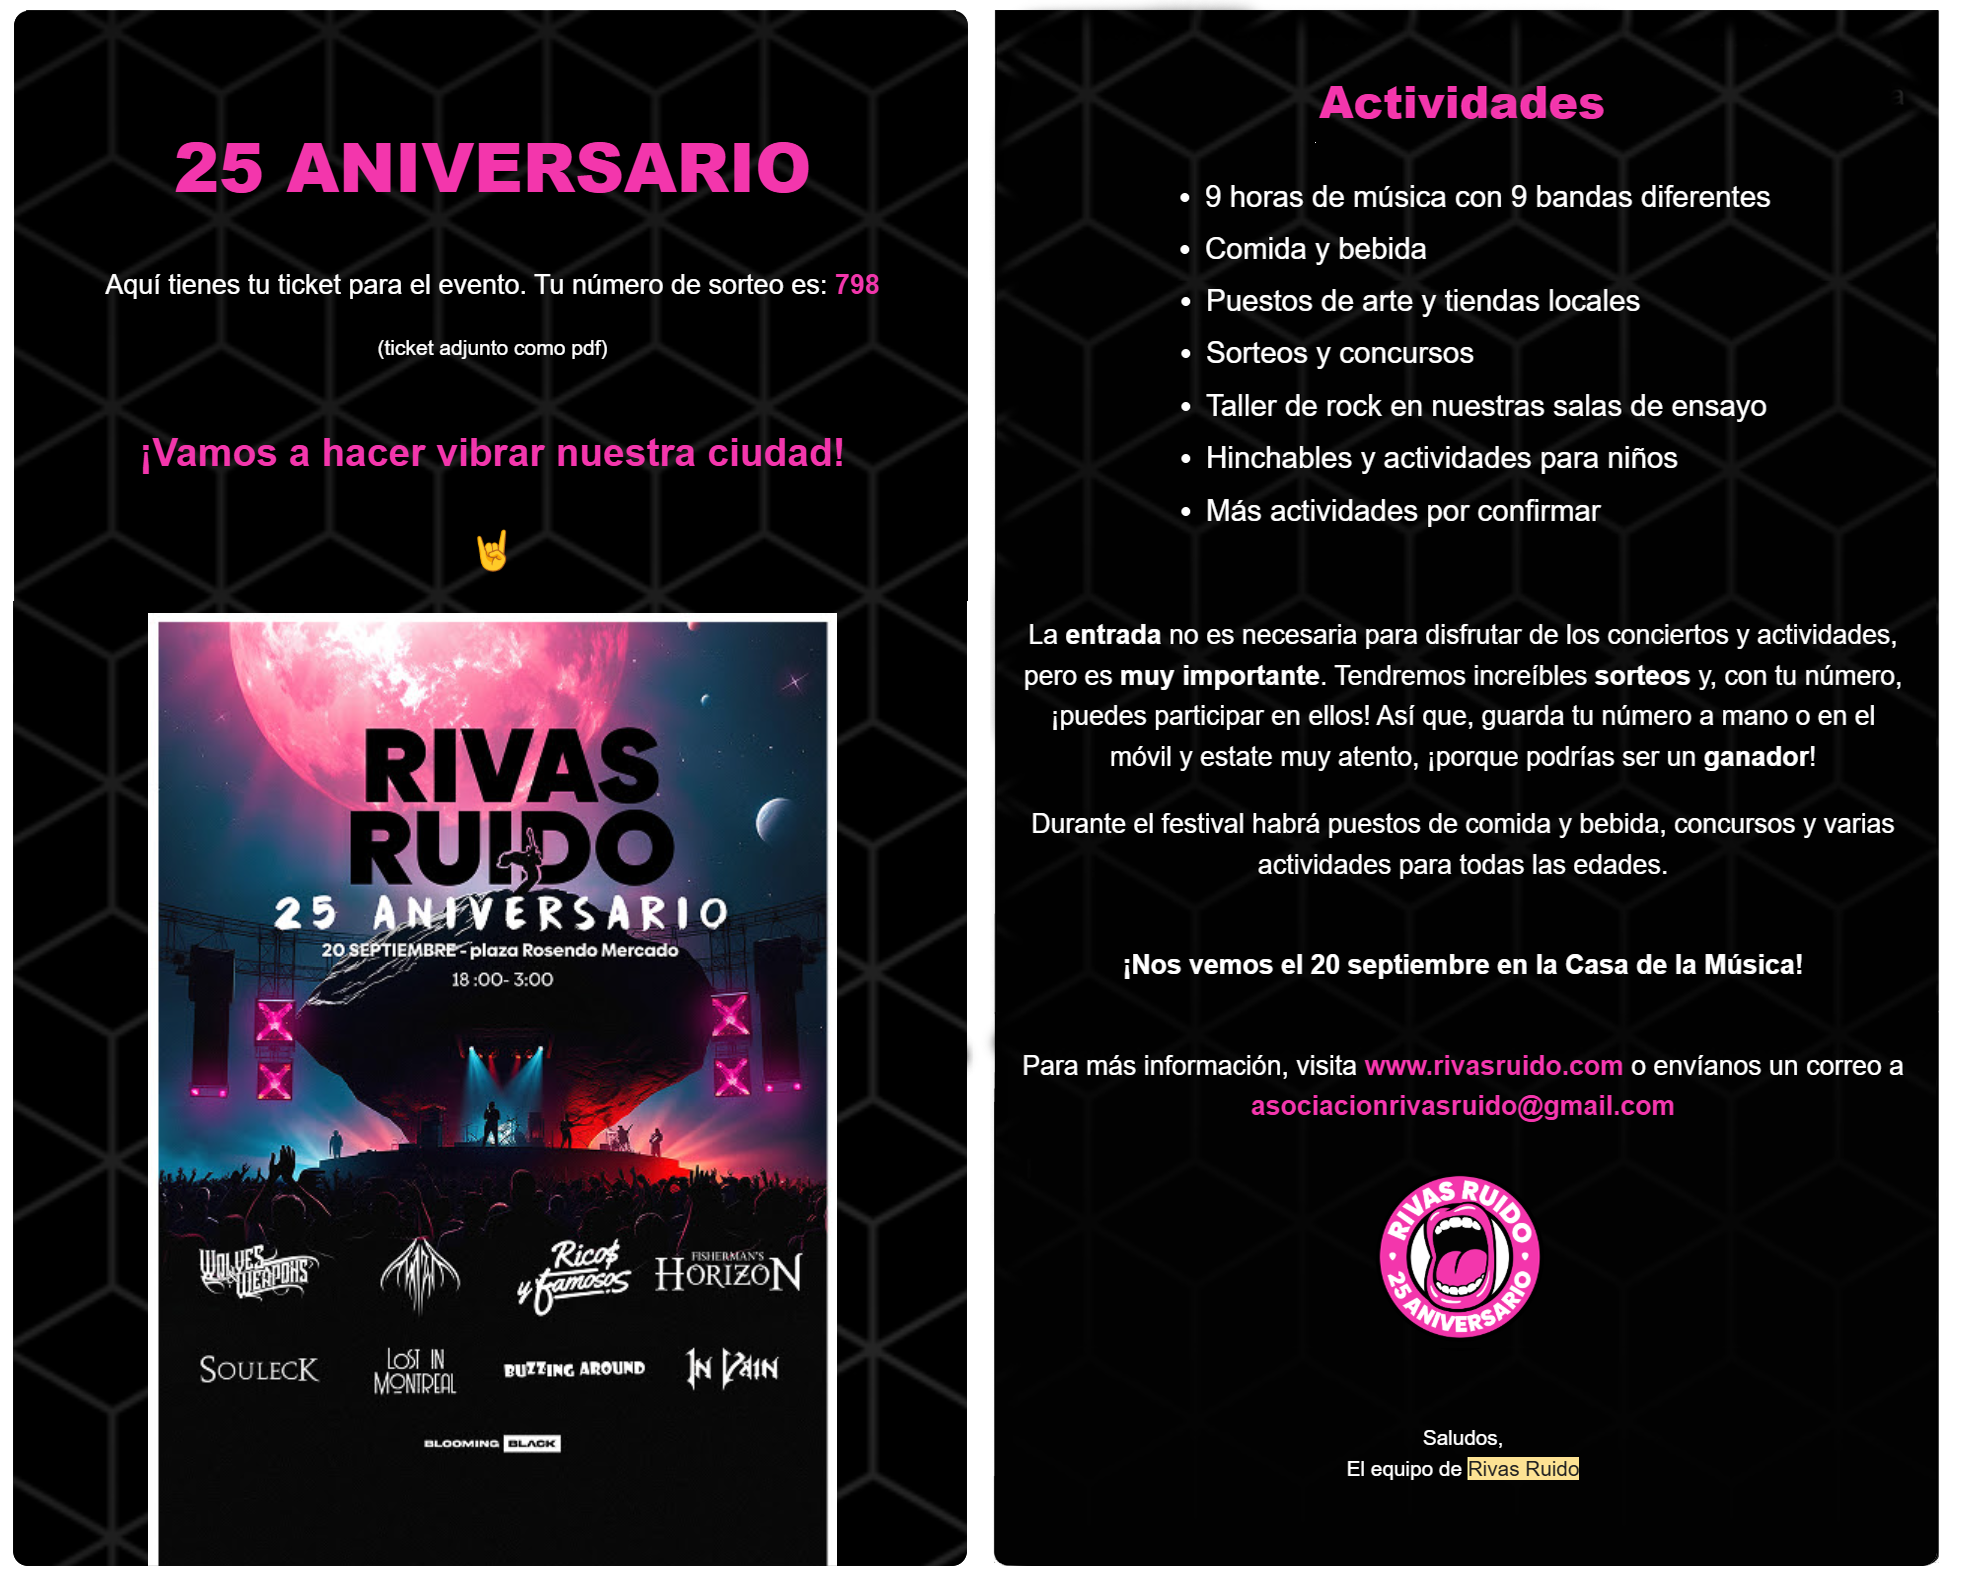 25 ANIVERSARIO
Aquí tienes tu ticket para el evento. Tu número de sorteo es: 798
(ticket adjunto como pdf)
¡Vamos a hacer vibrar nuestra ciudad!
RIVAS
RUIDO
25 ANIVERSARIO
20 SEPTIEMBRE - plaza Rosendo Mercado
18:00- 3:00
WOLVES
WEAPONS
Rico$
y famosos
FISHERMAN'S
HORIZON
SOULECK
LOST IN
MONTREAL
BUZZING AROUND
IN VAIN
BLOOMING BLACK
Actividades
• 9 horas de música con 9 bandas diferentes
• Comida y bebida
• Puestos de arte y tiendas locales
• Sorteos y concursos
• Taller de rock en nuestras salas de ensayo
• Hinchables y actividades para niños
• Más actividades por confirmar
La entrada no es necesaria para disfrutar de los conciertos y actividades,
pero es muy importante. Tendremos increíbles sorteos y, con tu número,
¡puedes participar en ellos! Así que, guarda tu número a mano o en el
móvil y estate muy atento, ¡porque podrías ser un ganador!
Durante el festival habrá puestos de comida y bebida, concursos y varias
actividades para todas las edades.
¡Nos vemos el 20 septiembre en la Casa de la Música!
Para más información, visita www.rivasruido.com o envíanos un correo a
asociacionrivasruido@gmail.com
RIVAS RUIDO
25 ANIVERSARIO
Saludos,
El equipo de Rivas Ruido